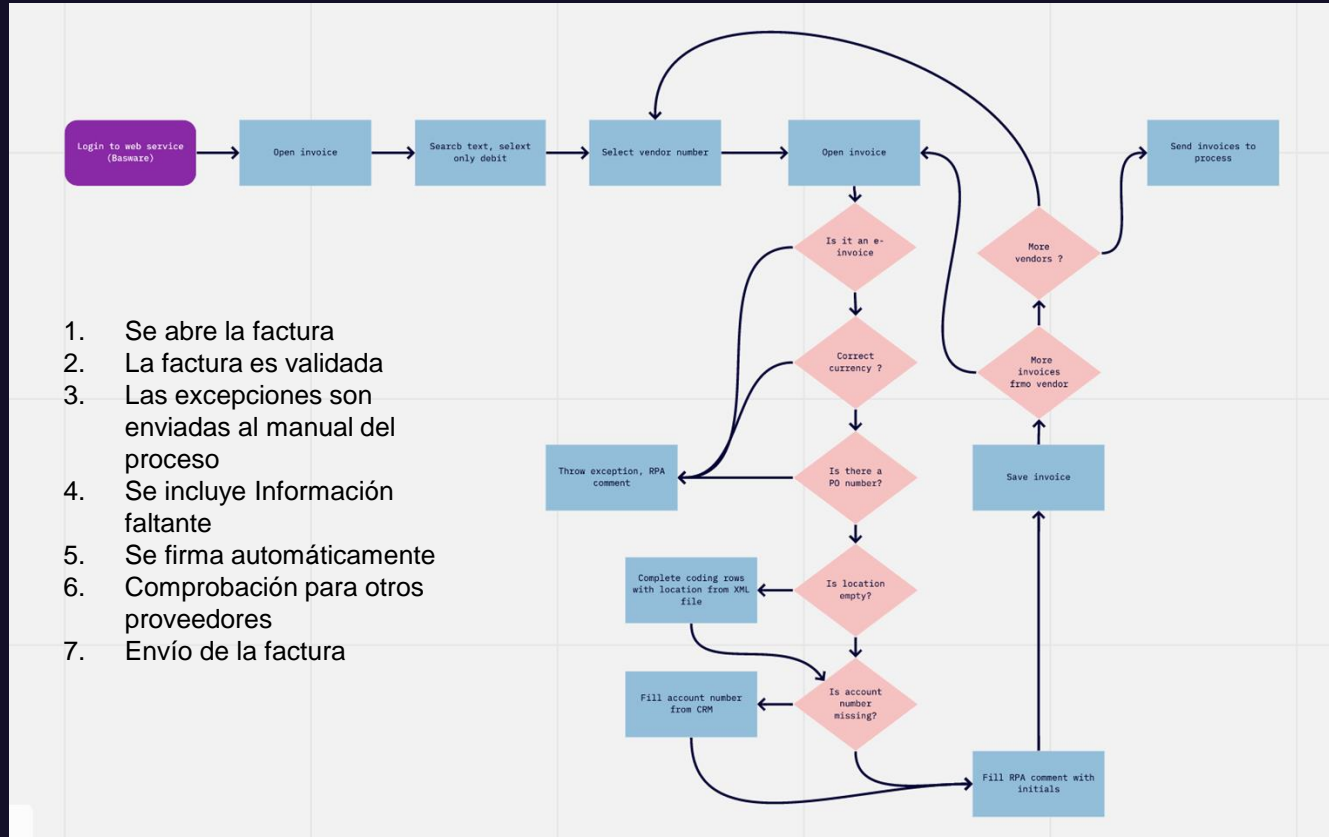 Login to web service
(Basware)
Open invoice
Searcb text, selext
only debit
Select vendor number
Open invoice
Send invoices to
process
Is it an e-
invoice
More
vendors ?
Correct
currency ?
More
invoices
frmo vendor
1. Se abre la factura
2. La factura es validada
3. Las excepciones son
enviadas al manual del
proceso
4. Se incluye Información
faltante
5. Se firma automáticamente
6. Comprobación para otros
proveedores
7. Envío de la factura
Throw exception, RPA
comment
Is there a
PO number?
Save invoice
Complete coding rows
with location from XML
file
Is location
empty?
Fill account number
from CRM
Is account
number
missing?
Fill RPA comment with
initials